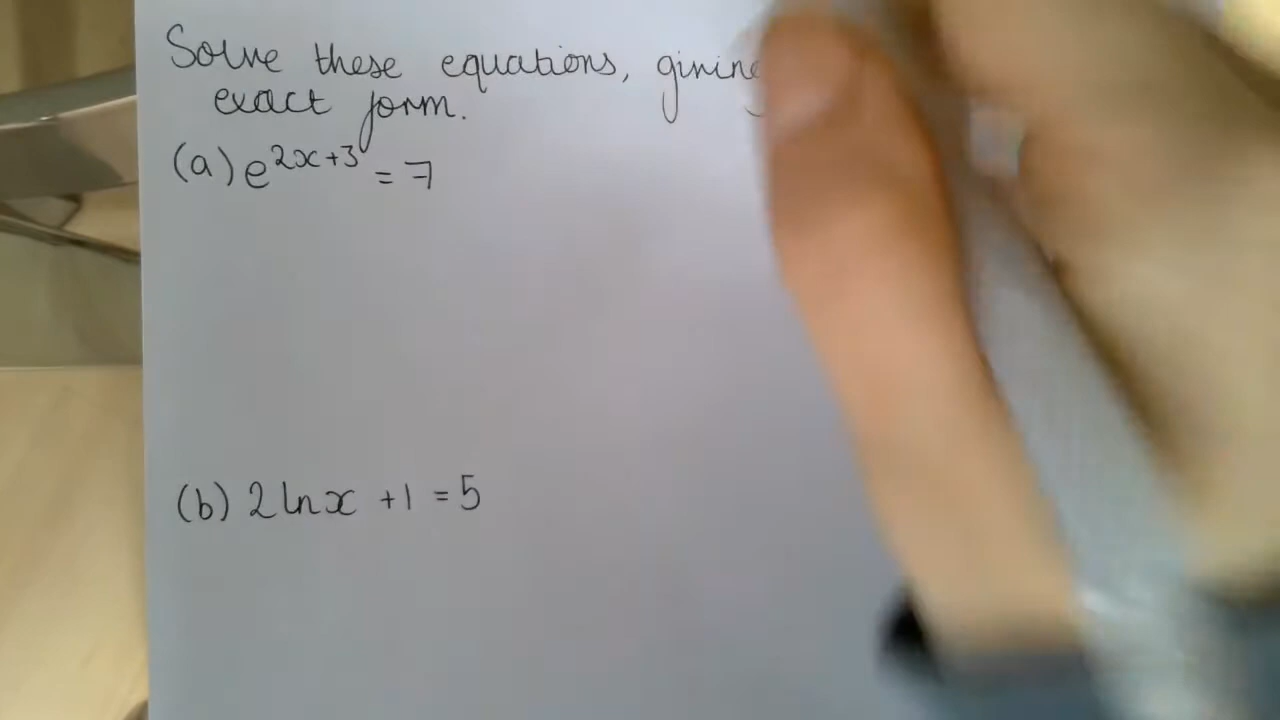 Solve these equations, giving
exact form.
(a) e^{2x+3} = 7
(b) 2 ln x + 1 = 5